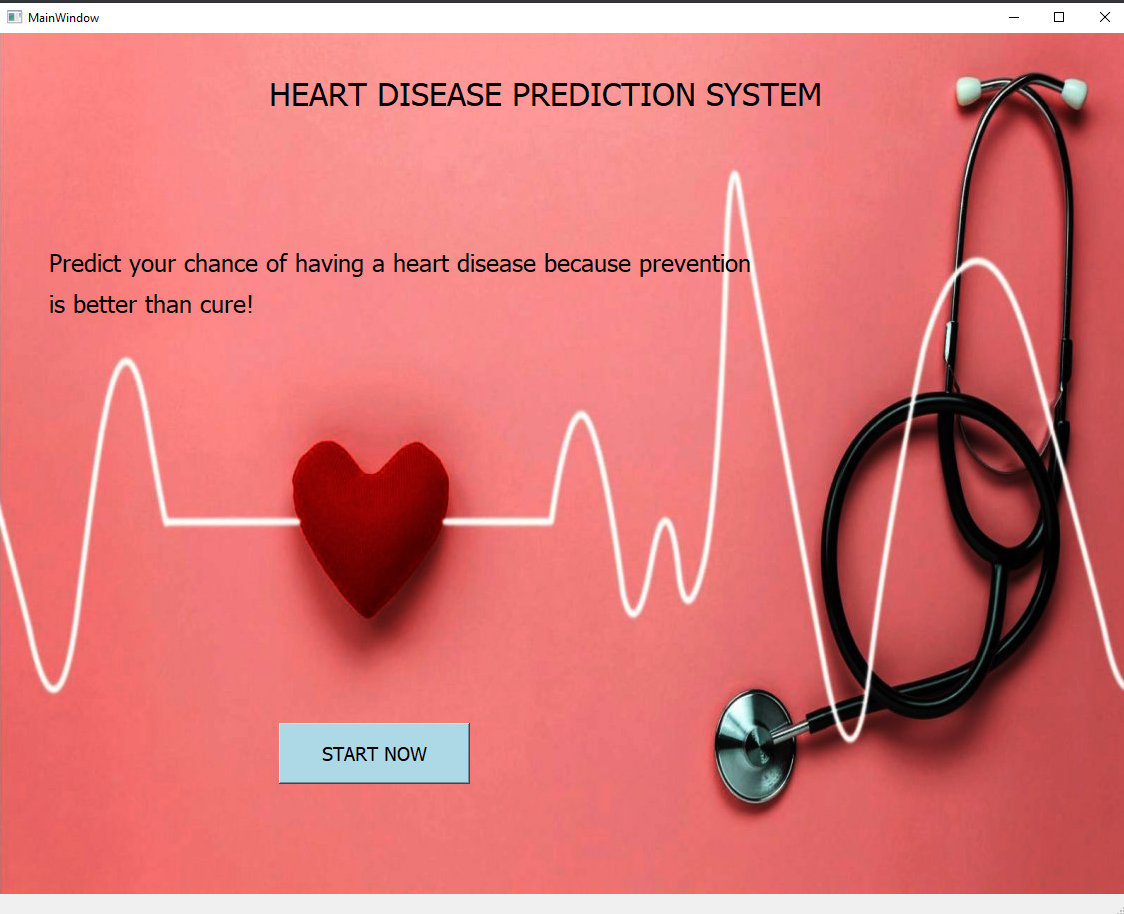 MainWindow
HEART DISEASE PREDICTION SYSTEM
Predict your chance of having a heart disease because prevention
is better than cure!
START NOW